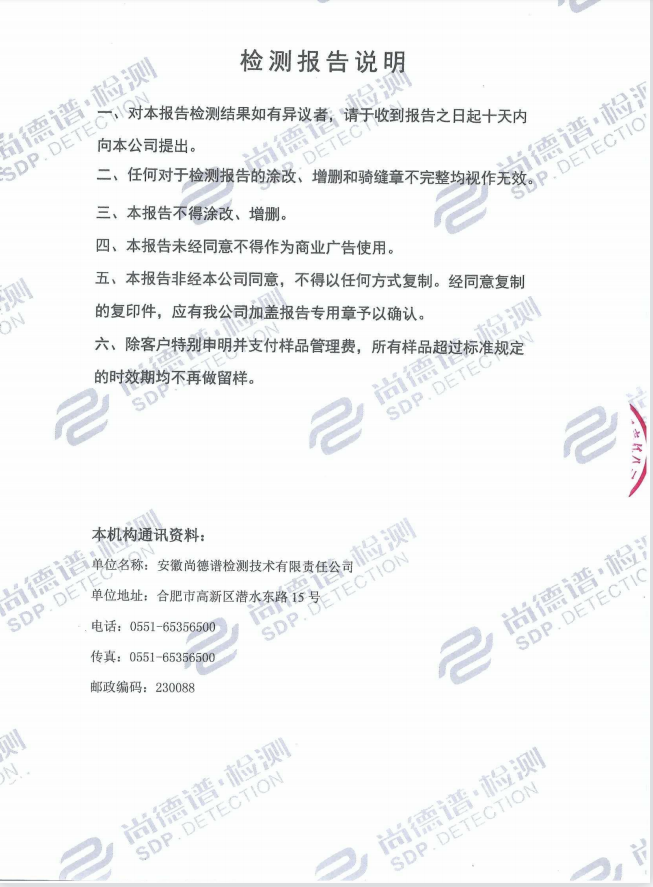 检测报告说明
一、对本报告检测结果如有异议者，请于收到报告之日起十天内
向本公司提出。
二、任何对于检测报告的涂改、增删和骑缝章不完整均视作无效。
三、本报告不得涂改、增删。
四、本报告未经同意不得作为商业广告使用。
五、本报告非经本公司同意，不得以任何方式复制。经同意复制
的复印件，应有我公司加盖报告专用章予以确认。
六、除客户特别申明并支付样品管理费，所有样品超过标准规定
的时效期均不再做留样。
本机构通讯资料：
单位名称：安徽尚德谱检测技术有限责任公司
单位地址：合肥市高新区潜水东路 15 号
电话：0551-65356500
传真：0551-65356500
邮政编码：230088
尚德谱·检测
SDP.DETECTION